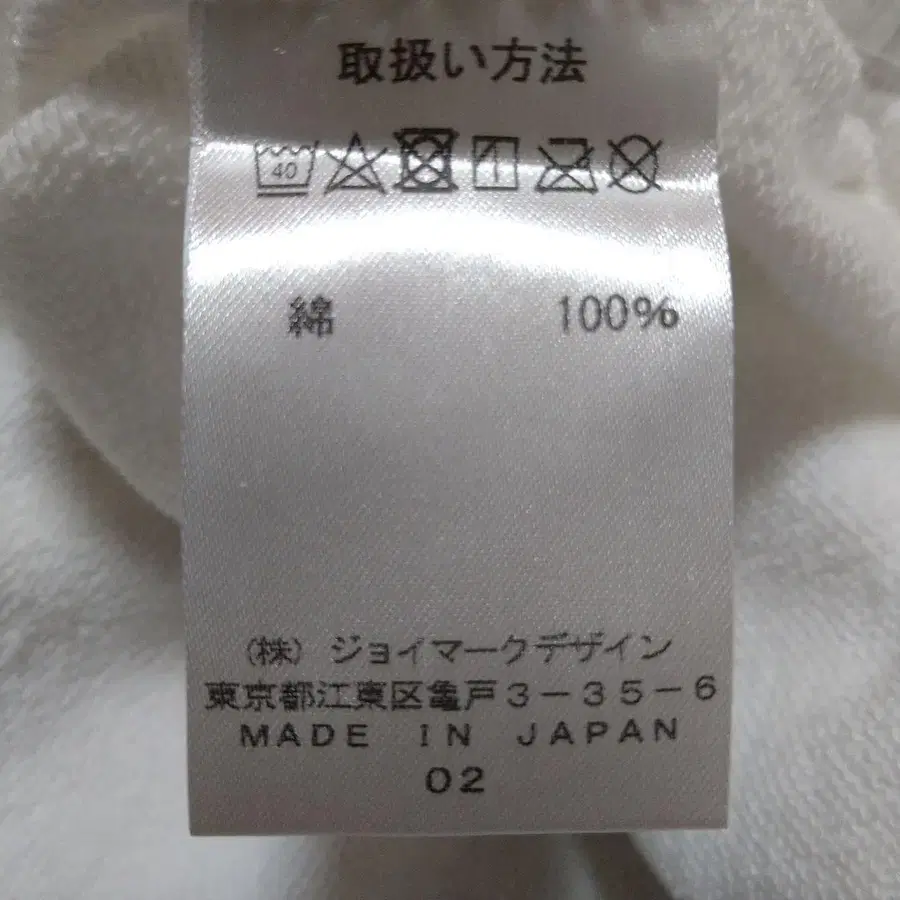 取扱い方法
40
綿 100%
(株) ジョイマークデザイン
東京都江東区亀戸3-35-6
MADE IN JAPAN
02